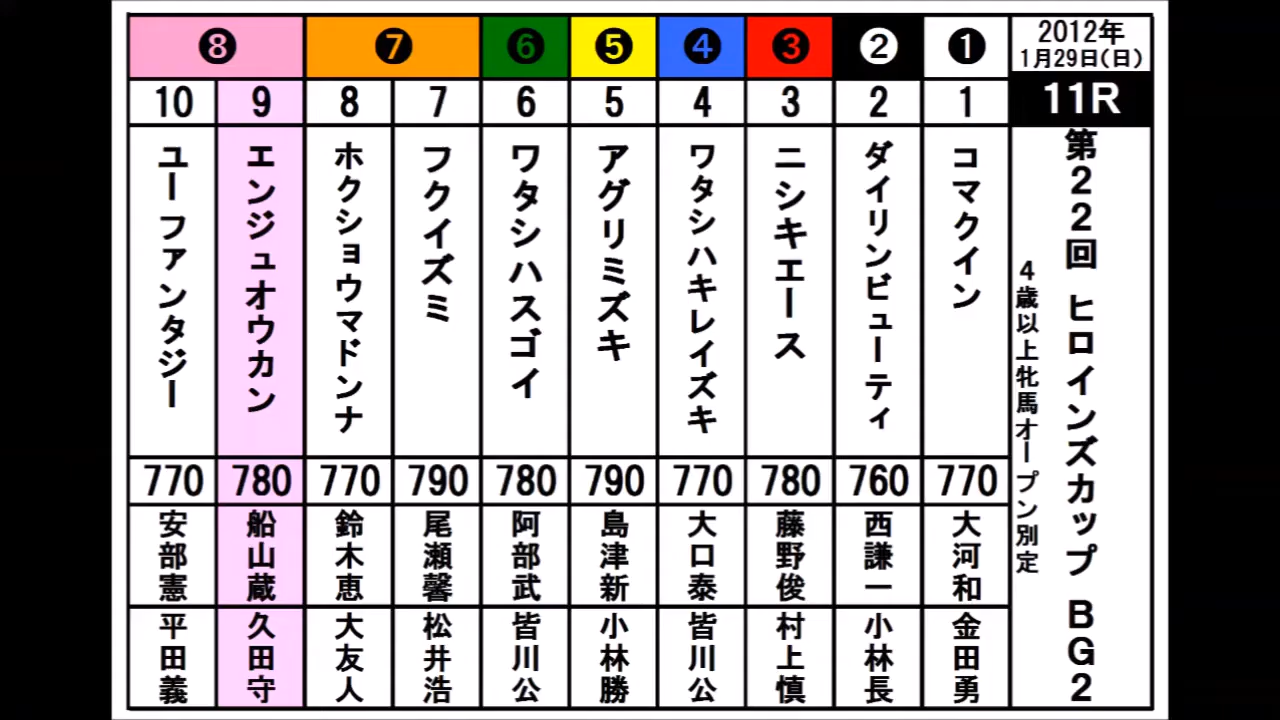 2012年
1月29日(日)
11R
第22回 ヒロインズカップ BG2
4歳以上牝馬オープン別定
❶
1
コマクイン
770
大河和
金田勇
❷
2
ダイリンビューティ
760
西謙一
小林長
❸
3
ニシキエース
780
藤野俊
村上慎
❹
4
ワタシハキレイズキ
770
大口泰
皆川公
❺
5
アグリミズキ
790
島津新
小林勝
❻
6
ワタシハスゴイ
780
阿部武
皆川公
❼
7
フクイズミ
790
尾瀬馨
松井浩
8
ホクショウマドンナ
770
鈴木恵
大友人
❽
9
エンジュオウカン
780
船山蔵
久田守
10
ユーファンタジー
770
安部憲
平田義